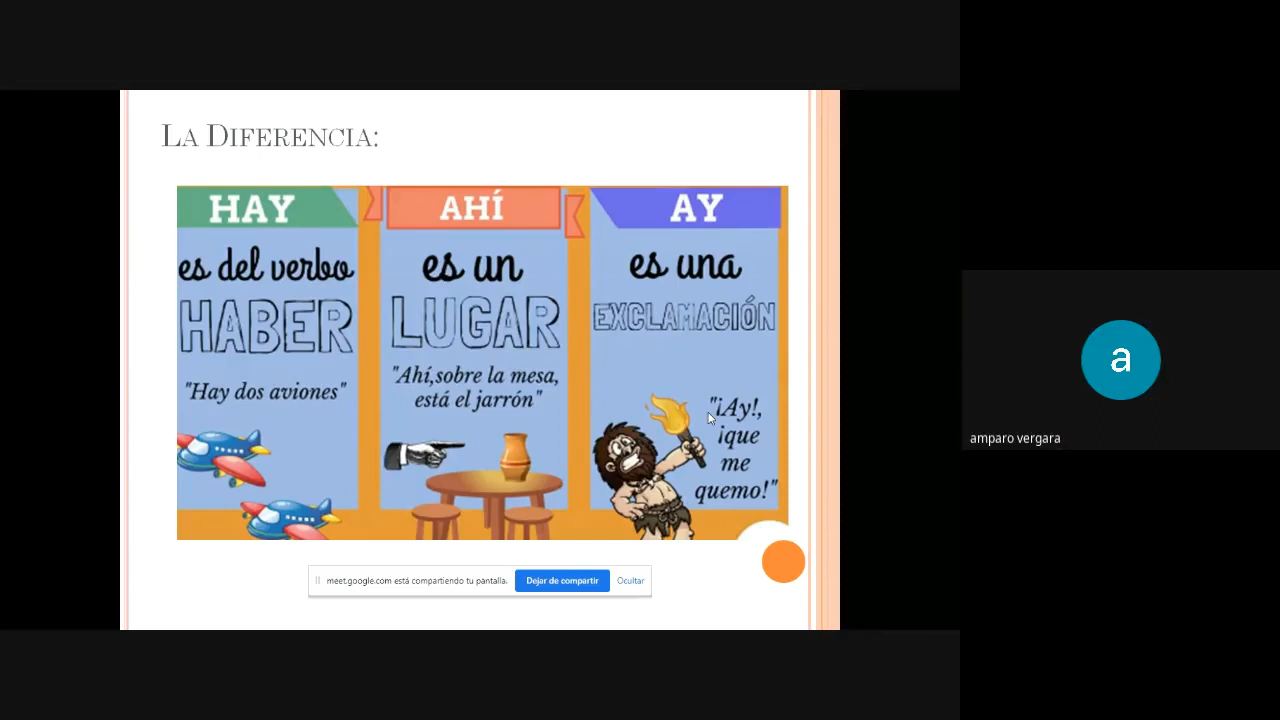 LA DIFERENCIA:
HAY
es del verbo
HABER
"Hay dos aviones"
AHÍ
es un
LUGAR
"Ahí,sobre la mesa,
está el jarrón"
AY
es una
EXCLAMACIÓN
"¡Ay!,
¡que
me
quemo!"
meet.google.com está compartiendo tu pantalla.
Dejar de compartir
Ocultar
a
amparo vergara